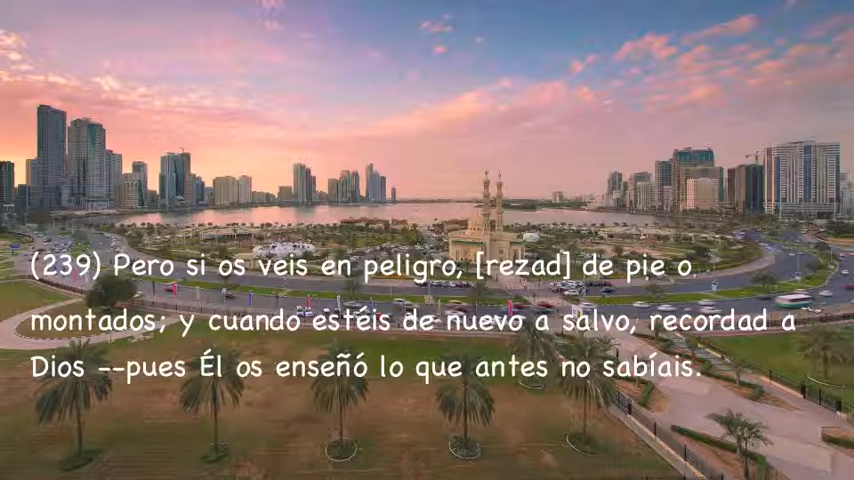 (239) Pero si os veis en peligro, [rezad] de pie o
montados; y cuando estéis de nuevo a salvo, recordad a
Dios --pues Él os enseñó lo que antes no sabíais.